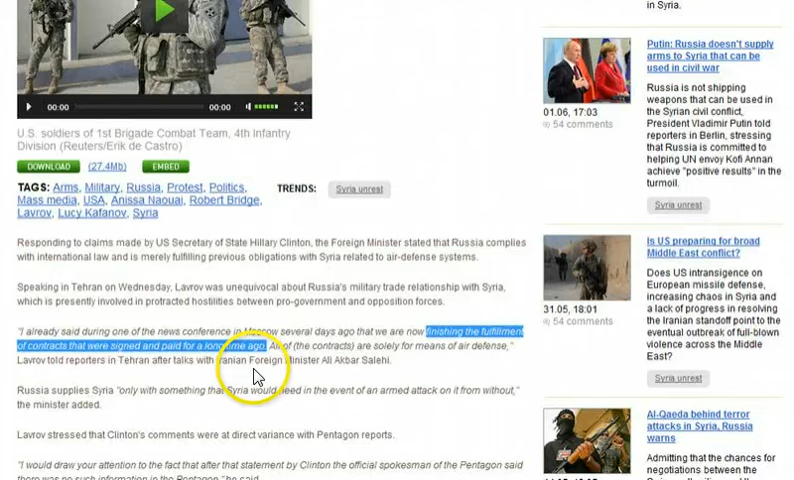 00:00
00:00
U.S. soldiers of 1st Brigade Combat Team, 4th Infantry
Division (Reuters/Erik de Castro)
DOWNLOAD (27.4Mb) EMBED
TAGS: Arms, Military, Russia, Protest, Politics,
Mass media, USA, Anissa Naouai, Robert Bridge,
Lavrov, Lucy Kafanov, Syria
TRENDS: Syria unrest
Responding to claims made by US Secretary of State Hillary Clinton, the Foreign Minister stated that Russia complies
with international law and is merely fulfilling previous obligations with Syria related to air-defense systems.
Speaking in Tehran on Wednesday, Lavrov was unequivocal about Russia's military trade relationship with Syria,
which is presently involved in protracted hostilities between pro-government and opposition forces.
"I already said during one of the news conference in Moscow several days ago that we are now finishing the fulfillment
of contracts that were signed and paid for a long time ago. All of (the contracts) are solely for means of air defense,"
Lavrov told reporters in Tehran after talks with Iranian Foreign Minister Ali Akbar Salehi.
Russia supplies Syria "only with something that Syria would need in the event of an armed attack on it from without,"
the minister added.
Lavrov stressed that Clinton's comments were at direct variance with Pentagon reports.
"I would draw your attention to the fact that after that statement by Clinton the official spokesman of the Pentagon said
there was no such information in the Pentagon," he said.
in Syria.
Putin: Russia doesn't supply
arms to Syria that can be
used in civil war
01.06, 17:03
54 comments
Russia is not shipping
weapons that can be used in
the Syrian civil conflict,
President Vladimir Putin told
reporters in Berlin, stressing
that Russia is committed to
helping UN envoy Kofi Annan
achieve "positive results" in the
turmoil.
Syria unrest
Is US preparing for broad
Middle East conflict?
31.05, 18:01
54 comments
Does US intransigence on
European missile defense,
increasing chaos in Syria and
a lack of progress in resolving
the Iranian standoff point to the
eventual outbreak of full-blown
violence across the Middle
East?
Syria unrest
Al-Qaeda behind terror
attacks in Syria, Russia
warns
Admitting that the chances for
negotiations between the